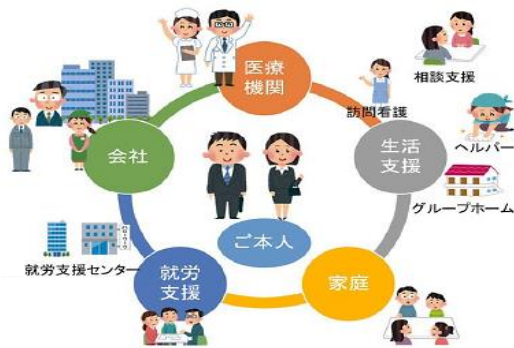 医療
機関
相談支援
訪問看護
生活
支援
ヘルパー
グループホーム
会社
ご本人
就労支援センター
就労
支援
家庭